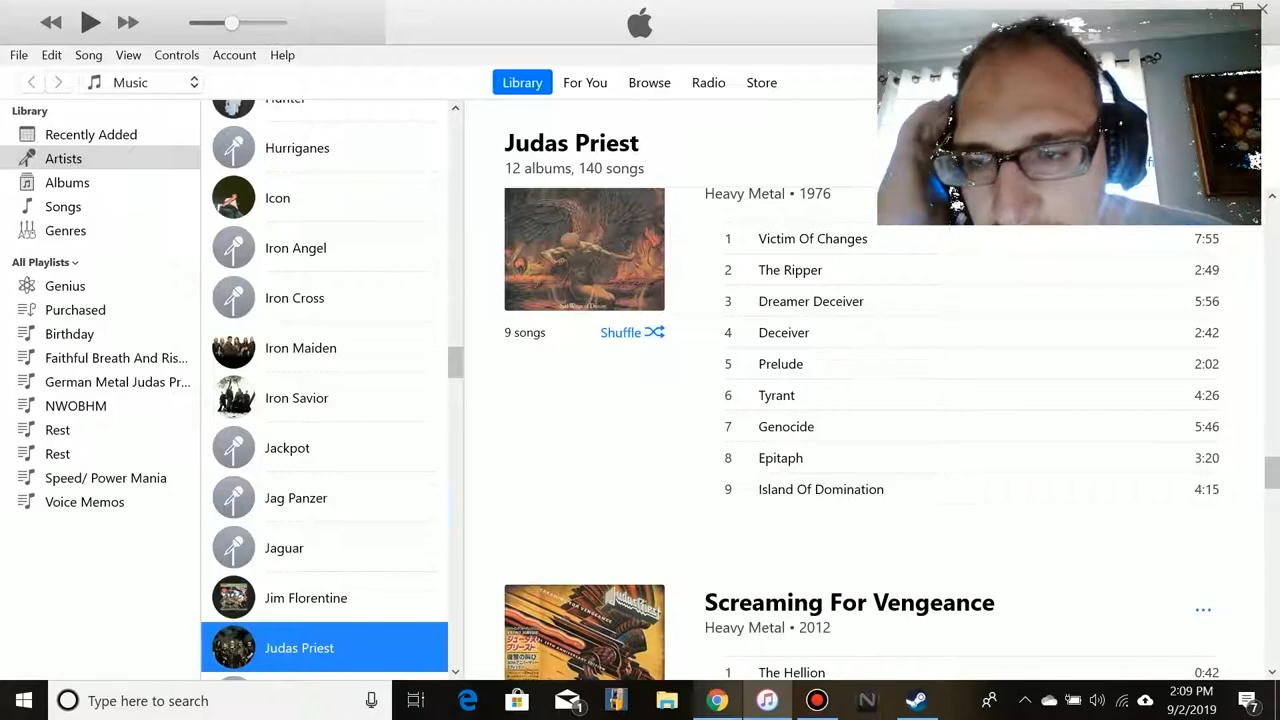 File Edit Song View Controls Account Help
Music
Library For You Browse Radio Store
Library
Recently Added
Artists
Albums
Songs
Genres
All Playlists
Genius
Purchased
Birthday
Faithful Breath And Ris...
German Metal Judas Pr...
NWOBHM
Rest
Rest
Speed/ Power Mania
Voice Memos
Hunter
Hurriganes
Icon
Iron Angel
Iron Cross
Iron Maiden
Iron Savior
Jackpot
Jag Panzer
Jaguar
Jim Florentine
Judas Priest
Judas Priest
12 albums, 140 songs
Heavy Metal • 1976
1 Victim Of Changes 7:55
2 The Ripper 2:49
3 Dreamer Deceiver 5:56
4 Deceiver 2:42
5 Prelude 2:02
6 Tyrant 4:26
7 Genocide 5:46
8 Epitaph 3:20
9 Island Of Domination 4:15
9 songs Shuffle
Screaming For Vengeance
Heavy Metal • 2012
1 The Hellion 0:42
Type here to search
1
2:09 PM
9/2/2019
7